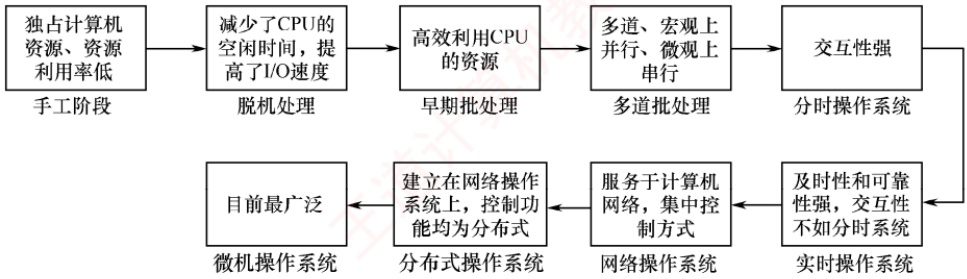 独占计算机
资源、资源
利用率低
手工阶段
减少了CPU的
空闲时间，提
高了I/O速度
脱机处理
高效利用CPU
的资源
早期批处理
多道、宏观上
并行、微观上
串行
多道批处理
交互性强
分时操作系统
及时性和可靠
性强，交互性
不如分时系统
实时操作系统
服务于计算机
网络，集中控
制方式
网络操作系统
建立在网络操作
系统上，控制功
能均为分布式
分布式操作系统
目前最广泛
微机操作系统